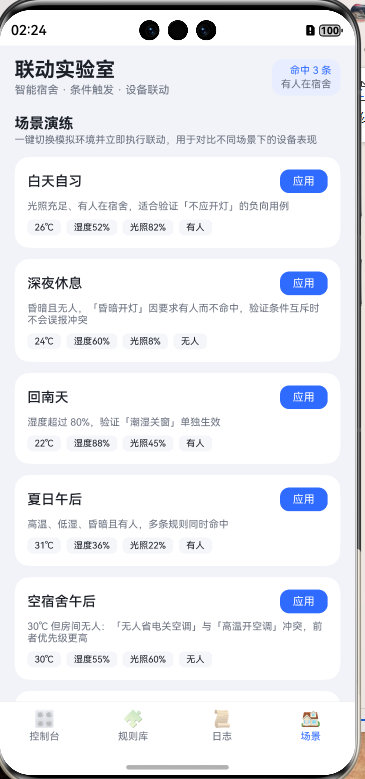 02:24
100
联动实验室
智能宿舍 · 条件触发 · 设备联动
命中 3 条
有人在宿舍
场景演练
一键切换模拟环境并立即执行联动，用于对比不同场景下的设备表现
白天自习
应用
光照充足、有人在宿舍，适合验证「不应开灯」的负向用例
26℃ 湿度52% 光照82% 有人
深夜休息
应用
昏暗且无人，「昏暗开灯」因要求有人而不命中，验证条件互斥时
不会误报冲突
24℃ 湿度60% 光照8% 无人
回南天
应用
湿度超过 80%，验证「潮湿关窗」单独生效
22℃ 湿度88% 光照45% 有人
夏日午后
应用
高温、低湿、昏暗且有人，多条规则同时命中
31℃ 湿度36% 光照22% 有人
空宿舍午后
应用
30℃ 但房间无人：「无人省电关空调」与「高温开空调」冲突，前
者优先级更高
30℃ 湿度55% 光照60% 无人
控制台 规则库 日志 场景